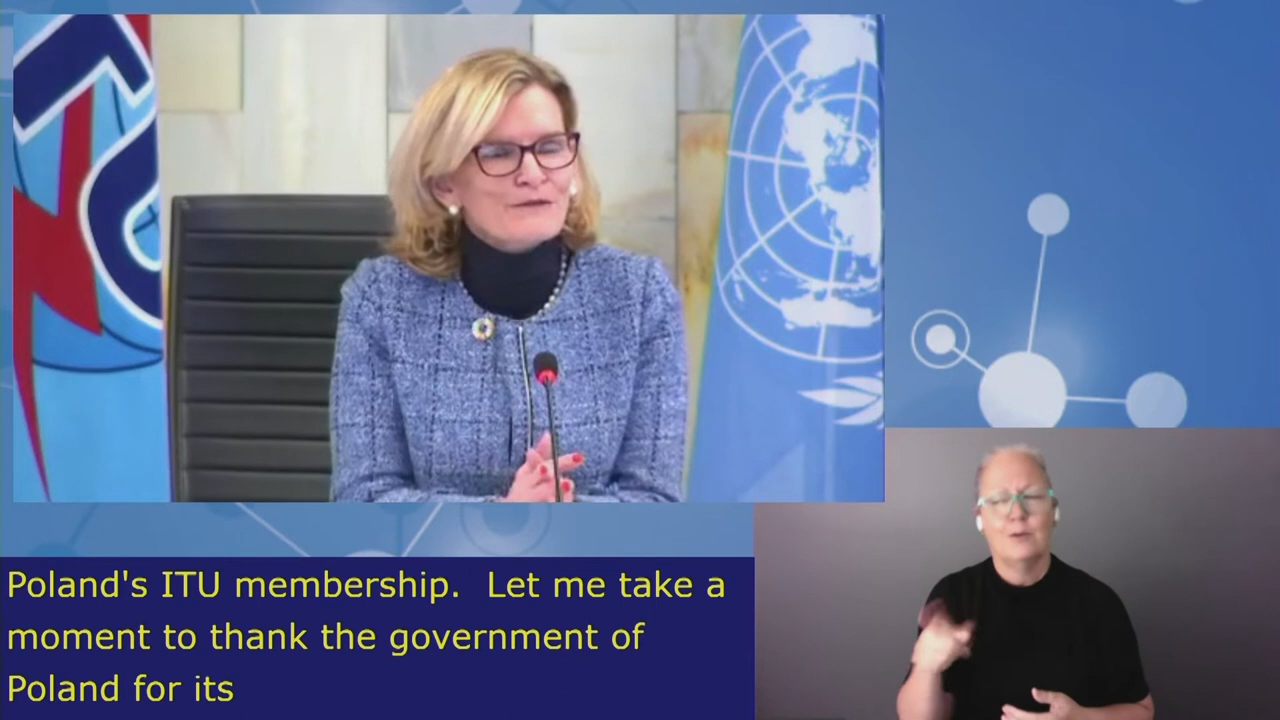 Poland's ITU membership.  Let me take a
moment to thank the government of
Poland for its